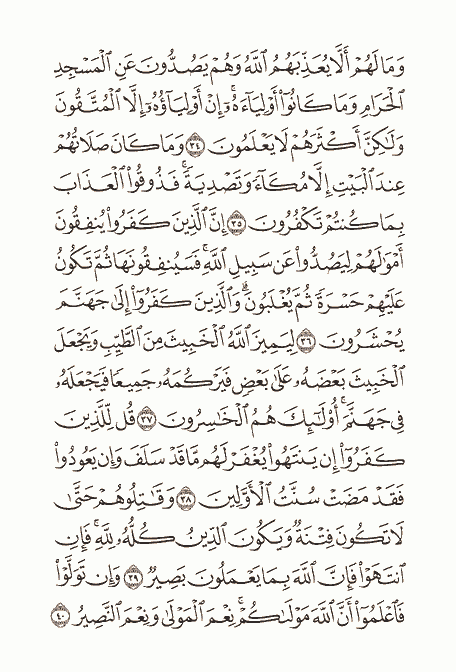 وَمَا لَهُمْ أَلَّا يُعَذِّبَهُمُ ٱللَّهُ وَهُمْ يَصُدُّونَ عَنِ ٱلْمَسْجِدِ
ٱلْحَرَامِ وَمَا كَانُوٓا۟ أَوْلِيَآءَهُۥٓ ۚ إِنْ أَوْلِيَآؤُهُۥٓ إِلَّا ٱلْمُتَّقُونَ
وَلَٰكِنَّ أَكْثَرَهُمْ لَا يَعْلَمُونَ ٣٤ وَمَا كَانَ صَلَاتُهُمْ
عِندَ ٱلْبَيْتِ إِلَّا مُكَآءً وَتَصْدِيَةً ۚ فَذُوقُوا۟ ٱلْعَذَابَ
بِمَا كُنتُمْ تَكْفُرُونَ ٣٥ إِنَّ ٱلَّذِينَ كَفَرُوا۟ يُنفِقُونَ
أَمْوَٰلَهُمْ لِيَصُدُّوا۟ عَن سَبِيلِ ٱللَّهِ ۚ فَسَيُنفِقُونَهَا ثُمَّ تَكُونُ
عَلَيْهِمْ حَسْرَةً ثُمَّ يُغْلَبُونَ ۗ وَٱلَّذِينَ كَفَرُوٓا۟ إِلَىٰ جَهَنَّمَ
يُحْشَرُونَ ٣٦ لِيَمِيزَ ٱللَّهُ ٱلْخَبِيثَ مِنَ ٱلطَّيِّبِ وَيَجْعَلَ
ٱلْخَبِيثَ بَعْضَهُۥ عَلَىٰ بَعْضٍ فَيَرْكُمَهُۥ جَمِيعًا فَيَجْعَلَهُۥ
فِى جَهَنَّمَ ۚ أُو۟لَٰٓئِكَ هُمُ ٱلْخَٰسِرُونَ ٣٧ قُل لِّلَّذِينَ
كَفَرُوٓا۟ إِن يَنتَهُوا۟ يُغْفَرْ لَهُم مَّا قَدْ سَلَفَ وَإِن يَعُودُوا۟
فَقَدْ مَضَتْ سُنَّتُ ٱلْأَوَّلِينَ ٣٨ وَقَٰتِلُوهُمْ حَتَّىٰ
لَا تَكُونَ فِتْنَةٌ وَيَكُونَ ٱلدِّينُ كُلُّهُۥ لِلَّهِ ۚ فَإِنِ
ٱنتَهَوْا۟ فَإِنَّ ٱللَّهَ بِمَا يَعْمَلُونَ بَصِيرٌ ٣٩ وَإِن تَوَلَّوْا۟
فَٱعْلَمُوٓا۟ أَنَّ ٱللَّهَ مَوْلَىٰكُمْ ۚ نِعْمَ ٱلْمَوْلَىٰ وَنِعْمَ ٱلنَّصِيرُ ٤٠